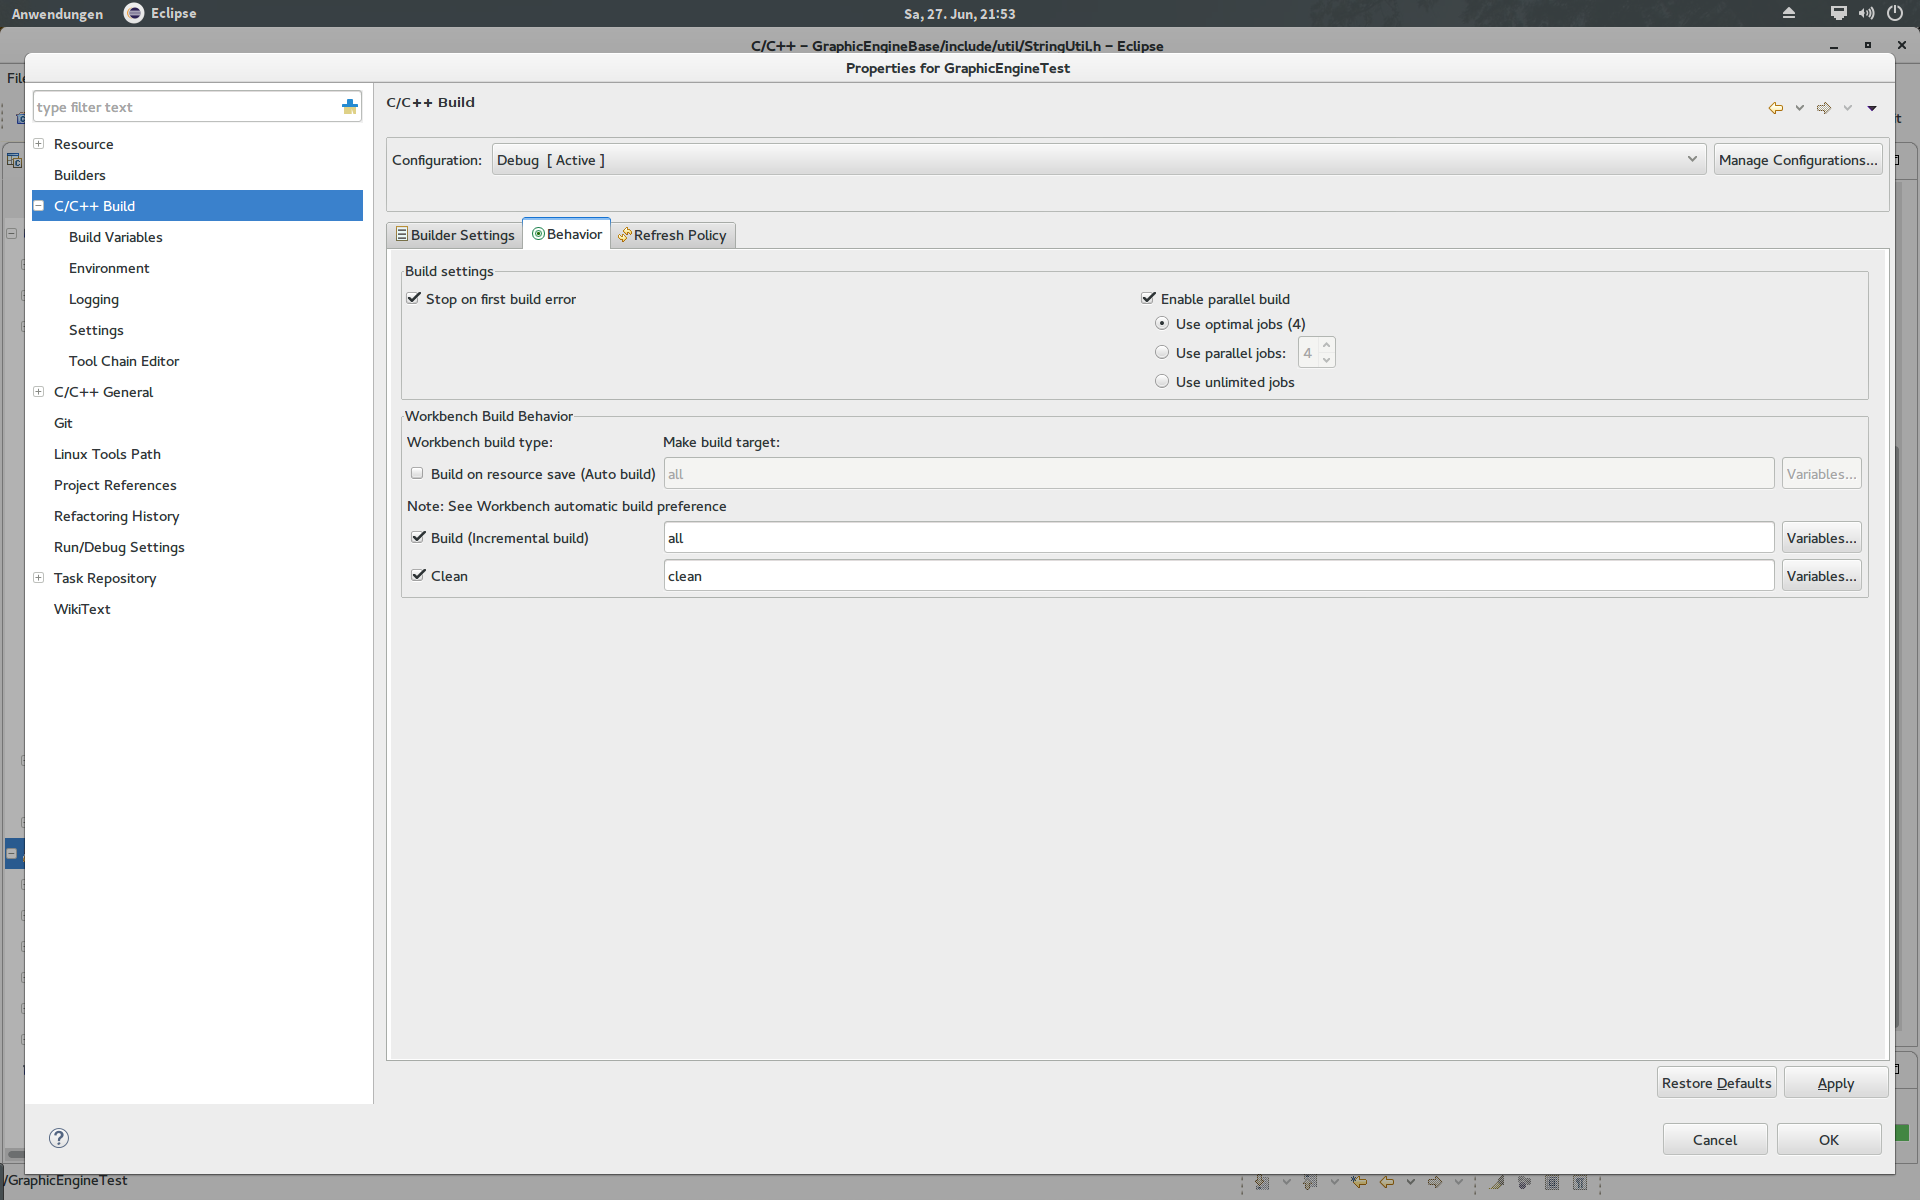 Anwendungen Eclipse Sa, 27. Jun, 21:53
C/C++ – GraphicEngineBase/include/util/StringUtil.h – Eclipse
Properties for GraphicEngineTest
type filter text
Resource
Builders
C/C++ Build
Build Variables
Environment
Logging
Settings
Tool Chain Editor
C/C++ General
Git
Linux Tools Path
Project References
Refactoring History
Run/Debug Settings
Task Repository
WikiText
C/C++ Build
Configuration: Debug [ Active ] Manage Configurations...
Builder Settings Behavior Refresh Policy
Build settings
Stop on first build error
Enable parallel build
Use optimal jobs (4)
Use parallel jobs: 4
Use unlimited jobs
Workbench Build Behavior
Workbench build type: Make build target:
Build on resource save (Auto build) all Variables...
Note: See Workbench automatic build preference
Build (Incremental build) all Variables...
Clean clean Variables...
Restore Defaults Apply
Cancel OK
/GraphicEngineTest